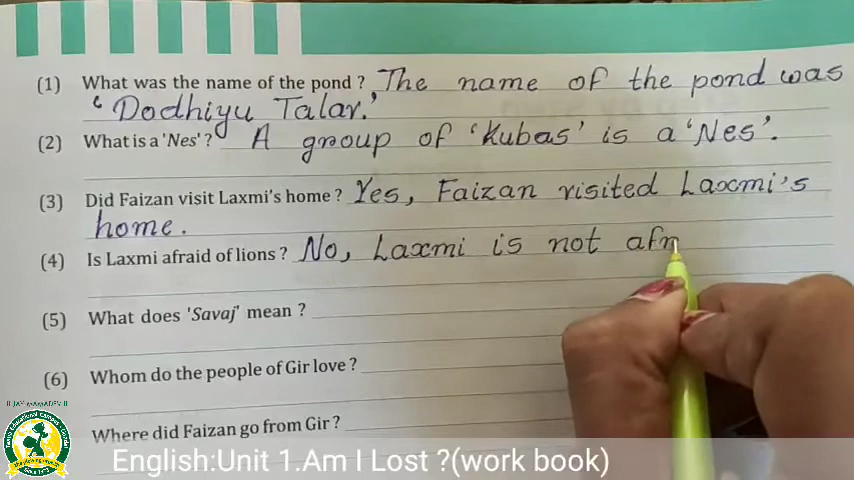 (1) What was the name of the pond ? The name of the pond was
'Dodhiyu Talav.'
(2) What is a 'Nes' ? A group of 'Kubas' is a 'Nes'.
(3) Did Faizan visit Laxmi's home ? Yes, Faizan visited Laxmi's
home.
(4) Is Laxmi afraid of lions ? No, Laxmi is not afr
(5) What does 'Savaj' mean ?
(6) Whom do the people of Gir love ?
Where did Faizan go from Gir ?
English:Unit 1.Am I Lost ?(work book)